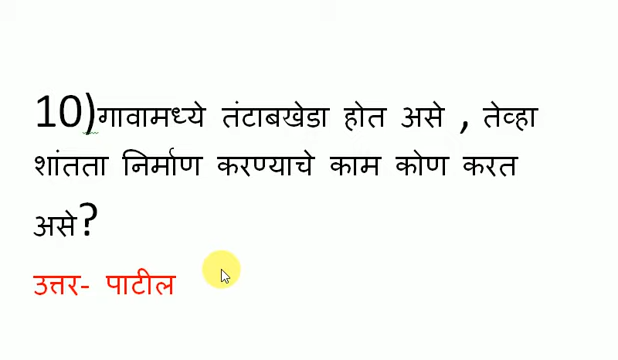 10)गावामध्ये तंटाबखेडा होत असे , तेव्हा
शांतता निर्माण करण्याचे काम कोण करत
असे?
उत्तर- पाटील